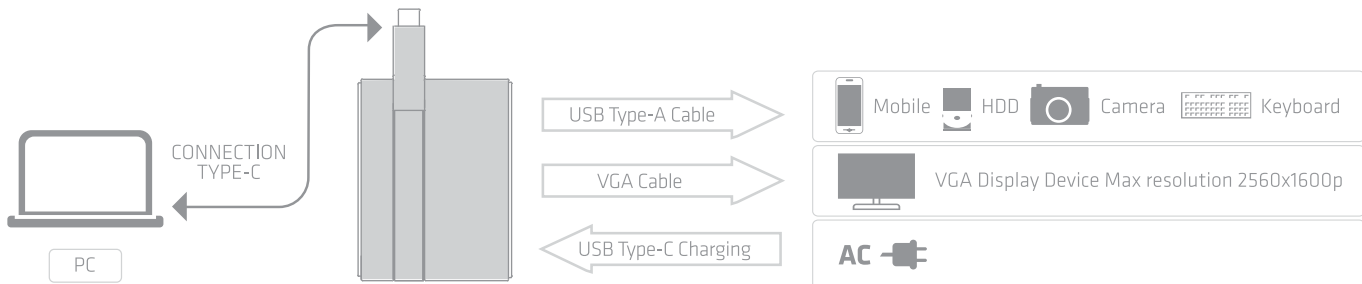 CONNECTION
TYPE-C
PC
USB Type-A Cable
Mobile HDD Camera Keyboard
VGA Cable
VGA Display Device Max resolution 2560x1600p
USB Type-C Charging
AC